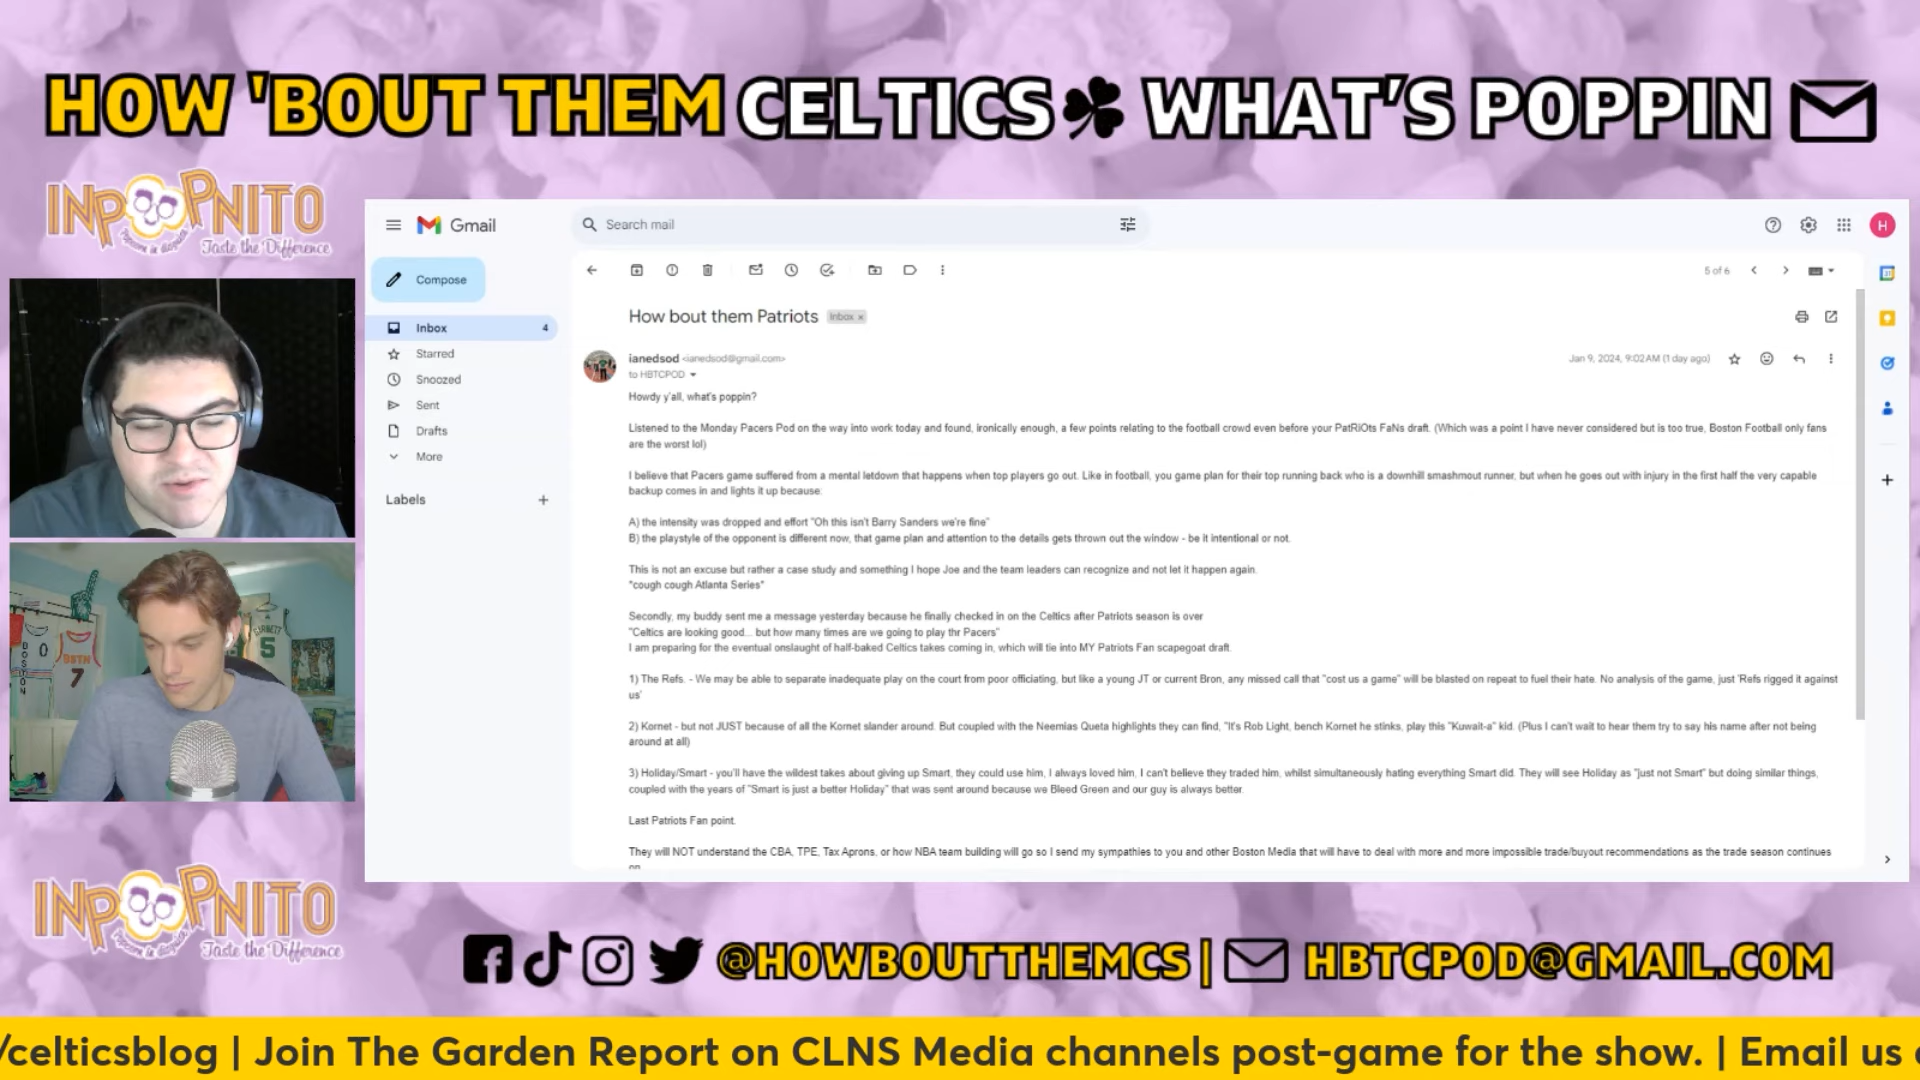 HOW 'BOUT THEM CELTICS WHAT'S POPPIN
INPOPNITO
Popcorn in disguise
Taste the Difference
Gmail
Search mail
H
Compose
5 of 6
Inbox 4
Starred
Snoozed
Sent
Drafts
More
Labels
How bout them Patriots Inbox x
ianedsod <ianedsod@gmail.com> Jan 9, 2024, 9:02AM (1 day ago)
to HBTCPOD
Howdy y'all, what's poppin?
Listened to the Monday Pacers Pod on the way into work today and found, ironically enough, a few points relating to the football crowd even before your PatRiOts FaNs draft. (Which was a point I have never considered but is too true, Boston Football only fans
are the worst lol)
I believe that Pacers game suffered from a mental letdown that happens when top players go out. Like in football, you game plan for their top running back who is a downhill smashmout runner, but when he goes out with injury in the first half the very capable
backup comes in and lights it up because:
A) the intensity was dropped and effort "Oh this isn't Barry Sanders we're fine"
B) the playstyle of the opponent is different now, that game plan and attention to the details gets thrown out the window - be it intentional or not.
This is not an excuse but rather a case study and something I hope Joe and the team leaders can recognize and not let it happen again.
*cough cough Atlanta Series*
Secondly, my buddy sent me a message yesterday because he finally checked in on the Celtics after Patriots season is over
"Celtics are looking good... but how many times are we going to play thr Pacers"
I am preparing for the eventual onslaught of half-baked Celtics takes coming in, which will tie into MY Patriots Fan scapegoat draft.
1) The Refs. - We may be able to separate inadequate play on the court from poor officiating, but like a young JT or current Bron, any missed call that "cost us a game" will be blasted on repeat to fuel their hate. No analysis of the game, just 'Refs rigged it against
us'
2) Kornet - but not JUST because of all the Kornet slander around. But coupled with the Neemias Queta highlights they can find, "It's Rob Light, bench Kornet he stinks, play this "Kuwait-a" kid. (Plus I can't wait to hear them try to say his name after not being
around at all)
3) Holiday/Smart - you'll have the wildest takes about giving up Smart, they could use him, I always loved him, I can't believe they traded him, whilst simultaneously hating everything Smart did. They will see Holiday as "just not Smart" but doing similar things,
coupled with the years of "Smart is just a better Holiday" that was sent around because we Bleed Green and our guy is always better.
Last Patriots Fan point.
They will NOT understand the CBA, TPE, Tax Aprons, or how NBA team building will go so I send my sympathies to you and other Boston Media that will have to deal with more and more impossible trade/buyout recommendations as the trade season continues
on
BOSTON
0
BSTN
7
GARNETT
5
INPOPNITO
Popcorn in disguise
Taste the Difference
@HOWBOUTTHEMCS | HBTCPOD@GMAIL.COM
/celticsblog | Join The Garden Report on CLNS Media channels post-game for the show. | Email us